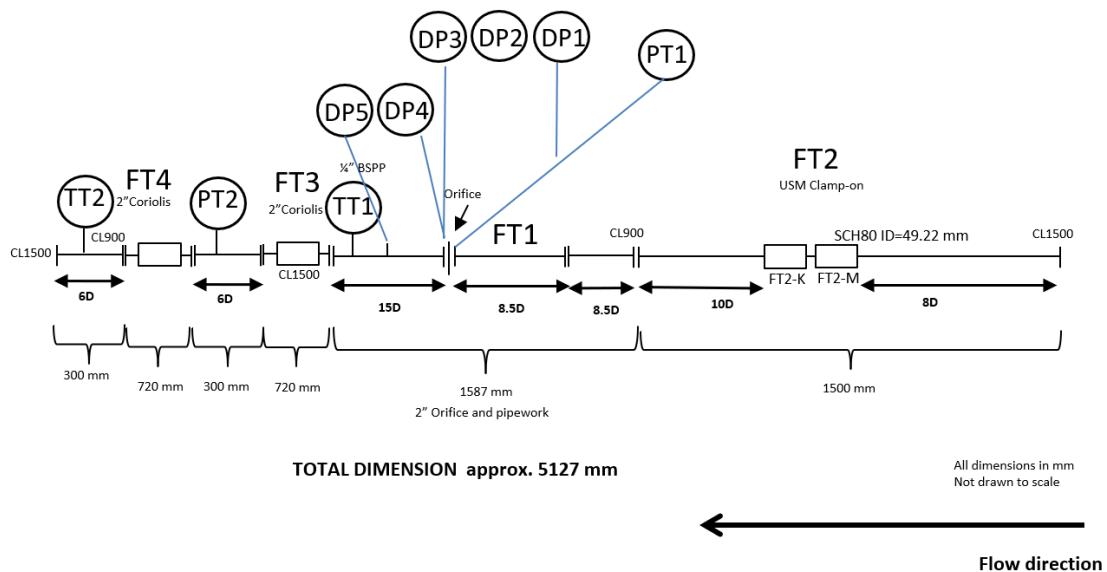 DP3
DP2
DP1
PT1
DP5
DP4
FT2
USM Clamp-on
¼” BSPP
FT4
2”Coriolis
FT3
2”Coriolis
TT2
PT2
TT1
Orifice
FT1
CL900
CL900
SCH80 ID=49.22 mm
CL1500
CL1500
CL1500
FT2-K
FT2-M
6D
6D
15D
8.5D
8.5D
10D
8D
300 mm
720 mm
300 mm
720 mm
1587 mm
2” Orifice and pipework
1500 mm
TOTAL DIMENSION approx. 5127 mm
All dimensions in mm
Not drawn to scale
Flow direction